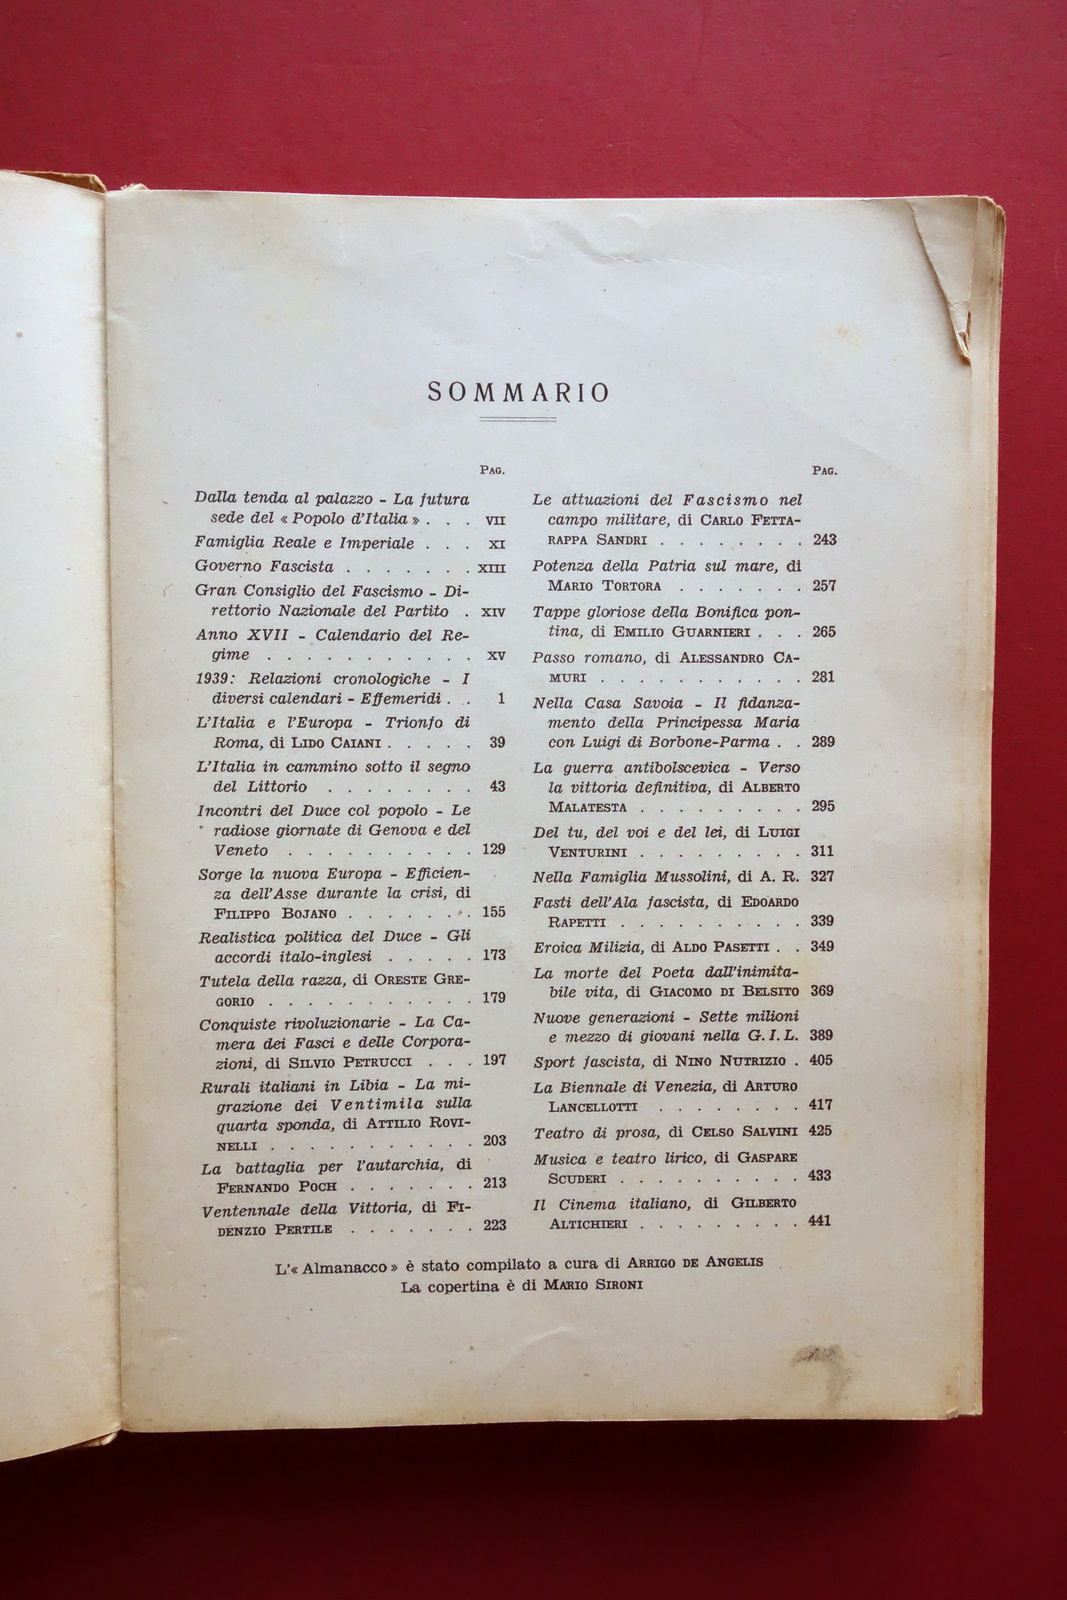 SOMMARIO
PAG.
Dalla tenda al palazzo - La futura
sede del « Popolo d'Italia » . . . VII
Famiglia Reale e Imperiale . . . XI
Governo Fascista . . . . . . . XIII
Gran Consiglio del Fascismo - Di-
rettorio Nazionale del Partito . XIV
Anno XVII - Calendario del Re-
gime . . . . . . . . . . . XV
1939: Relazioni cronologiche - I
diversi calendari - Effemeridi . . 1
L'Italia e l'Europa - Trionfo di
Roma, di LIDO CAIANI . . . . . 39
L'Italia in cammino sotto il segno
del Littorio . . . . . . . . 43
Incontri del Duce col popolo - Le
radiose giornate di Genova e del
Veneto . . . . . . . . . . 129
Sorge la nuova Europa - Efficien-
za dell'Asse durante la crisi, di
FILIPPO BOJANO . . . . . . . 155
Realistica politica del Duce - Gli
accordi italo-inglesi . . . . . 173
Tutela della razza, di ORESTE GRE-
GORIO . . . . . . . . . . . 179
Conquiste rivoluzionarie - La Ca-
mera dei Fasci e delle Corpora-
zioni, di SILVIO PETRUCCI . . . 197
Rurali italiani in Libia - La mi-
grazione dei Ventimila sulla
quarta sponda, di ATTILIO ROVI-
NELLI . . . . . . . . . . . 203
La battaglia per l'autarchia, di
FERNANDO POCH . . . . . . . 213
Ventennale della Vittoria, di FI-
DENZIO PERTILE . . . . . . . 223
PAG.
Le attuazioni del Fascismo nel
campo militare, di CARLO FETTA-
RAPPA SANDRI . . . . . . . . 243
Potenza della Patria sul mare, di
MARIO TORTORA . . . . . . . 257
Tappe gloriose della Bonifica pon-
tina, di EMILIO GUARNIERI . . . 265
Passo romano, di ALESSANDRO CA-
MURI . . . . . . . . . . . 281
Nella Casa Savoia - Il fidanza-
mento della Principessa Maria
con Luigi di Borbone-Parma . . 289
La guerra antibolscevica - Verso
la vittoria definitiva, di ALBERTO
MALATESTA . . . . . . . . . 295
Del tu, del voi e del lei, di LUIGI
VENTURINI . . . . . . . . . 311
Nella Famiglia Mussolini, di A. R. 327
Fasti dell'Ala fascista, di EDOARDO
RAPETTI . . . . . . . . . . 339
Eroica Milizia, di ALDO PASETTI . . 349
La morte del Poeta dall'inimita-
bile vita, di GIACOMO DI BELSITO 369
Nuove generazioni - Sette milioni
e mezzo di giovani nella G. I. L. 389
Sport fascista, di NINO NUTRIZIO . 405
La Biennale di Venezia, di ARTURO
LANCELLOTTI . . . . . . . . 417
Teatro di prosa, di CELSO SALVINI 425
Musica e teatro lirico, di GASPARE
SCUDERI . . . . . . . . . . 433
Il Cinema italiano, di GILBERTO
ALTICHIERI . . . . . . . . . 441
L'« Almanacco » è stato compilato a cura di ARRIGO DE ANGELIS
La copertina è di MARIO SIRONI